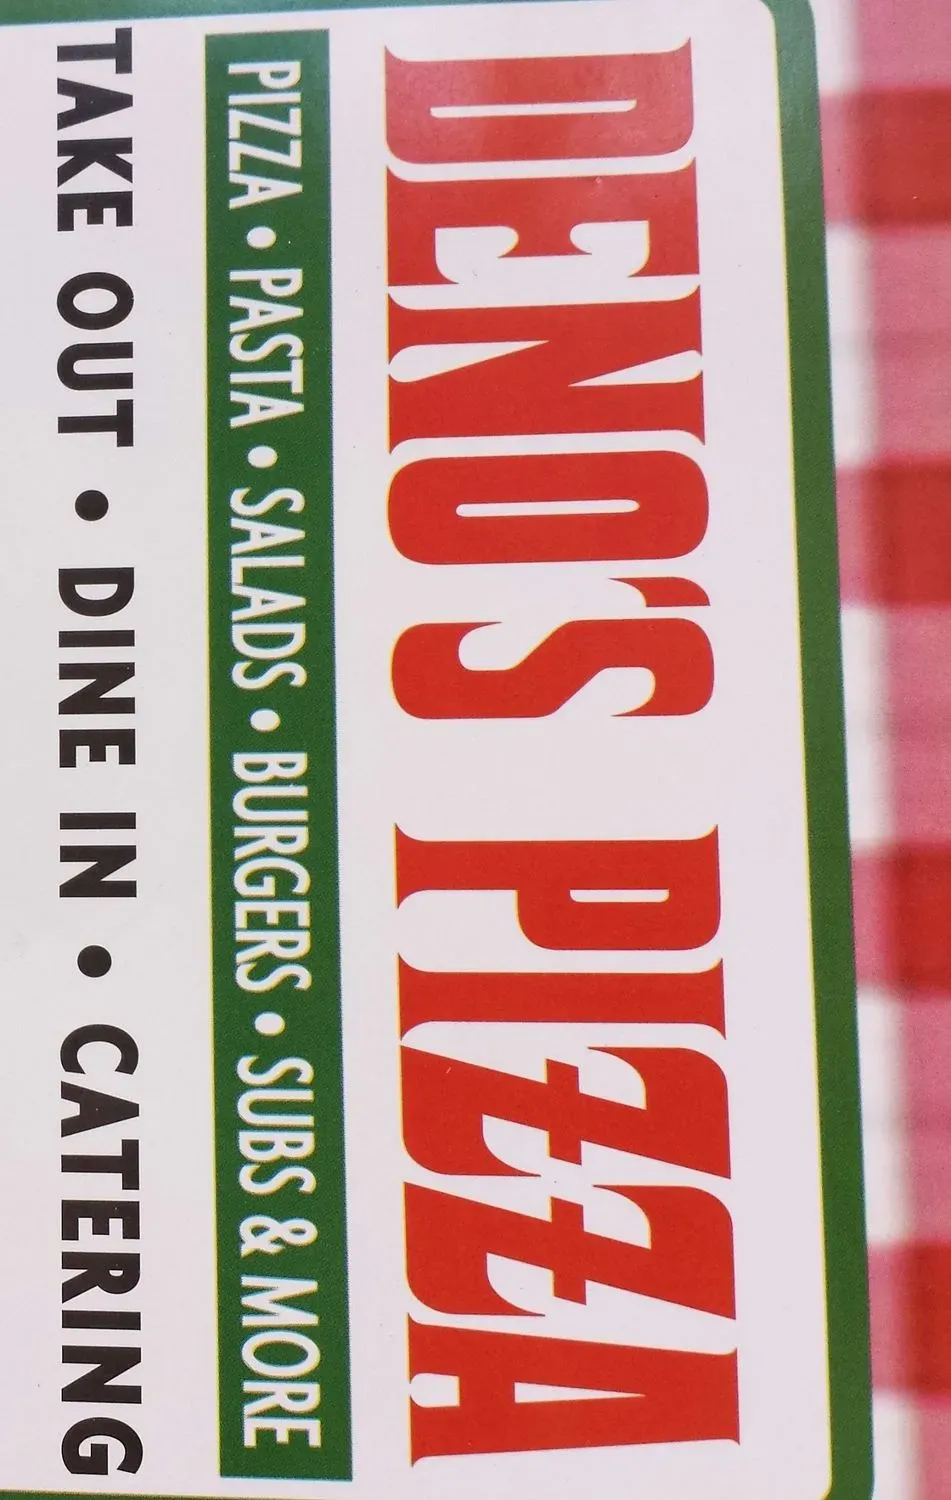 DENO'S PIZZA
PIZZA • PASTA • SALADS • BURGERS • SUBS & MORE
TAKE OUT • DINE IN • CATERING